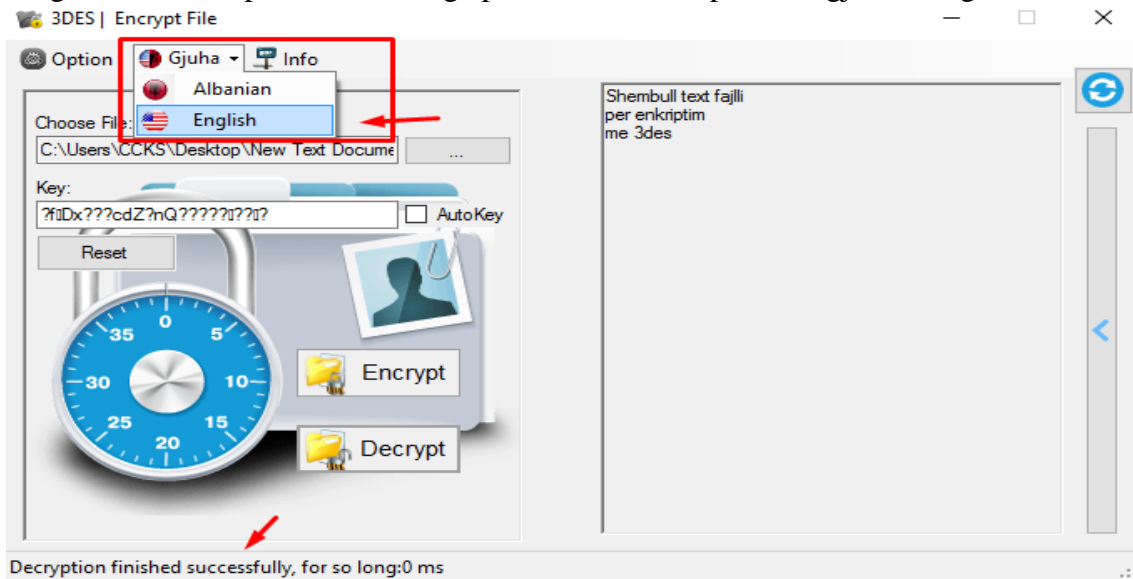 3DES | Encrypt File
Option Gjuha Info
Albanian
English
Choose File:
C:\Users\CCKS\Desktop\New Text Docume ...
Key:
AutoKey
Reset
0
5
10
15
20
25
30
35
Encrypt
Decrypt
Shembull text fajlli
per enkriptim
me 3des
Decryption finished successfully, for so long:0 ms